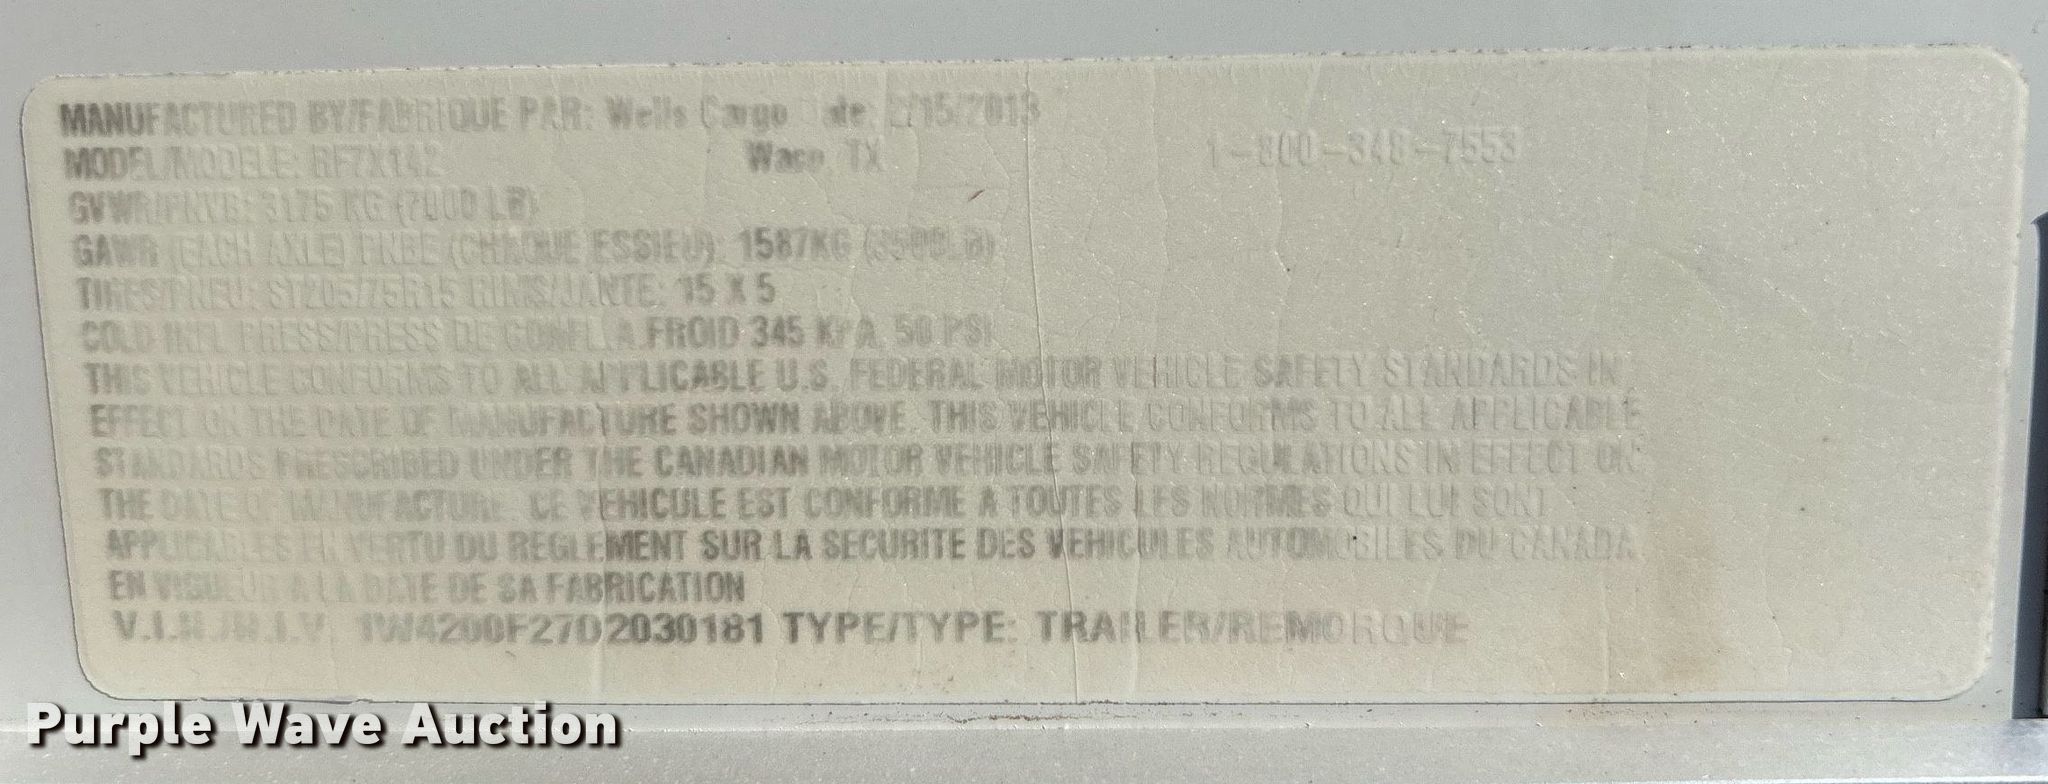 MANUFACTURED BY/FABRIQUE PAR: Wells Cargo Date: 2/15/2013
MODEL/MODELE: RF7X142 Waco, TX 1-800-348-7553
GVWR/PNVB: 3175 KG (7000 LB)
GAWR (EACH AXLE) PNBE (CHAQUE ESSIEU): 1587KG (3500LB)
TIRES/PNEU: ST205/75R15 RIMS/JANTE: 15 X 5
COLD INFL PRESS/PRESS DE GONFL A FROID 345 KPA, 50 PSI
THIS VEHICLE CONFORMS TO ALL APPLICABLE U.S. FEDERAL MOTOR VEHICLE SAFETY STANDARDS IN
EFFECT ON THE DATE OF MANUFACTURE SHOWN ABOVE. THIS VEHICLE CONFORMS TO ALL APPLICABLE
STANDARDS PRESCRIBED UNDER THE CANADIAN MOTOR VEHICLE SAFETY REGULATIONS IN EFFECT ON
THE DATE OF MANUFACTURE. CE VEHICULE EST CONFORME A TOUTES LES NORMES QUI LUI SONT
APPLICABLES EN VERTU DU REGLEMENT SUR LA SECURITE DES VEHICULES AUTOMOBILES DU CANADA
EN VIGUEUR A LA DATE DE SA FABRICATION
V.I.N./N.I.V. 1W4200F27D2030181 TYPE/TYPE: TRAILER/REMORQUE
Purple Wave Auction